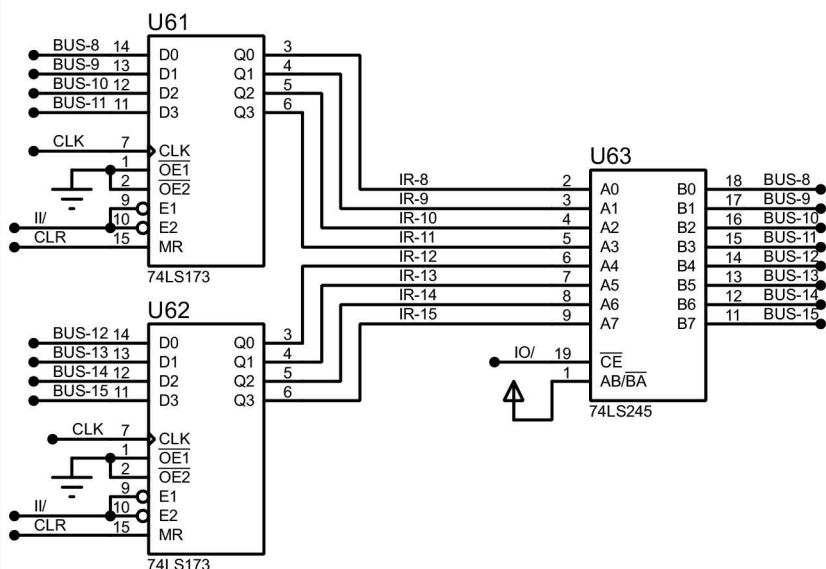 U61
BUS-8 14 D0 Q0 3
BUS-9 13 D1 Q1 4
BUS-10 12 D2 Q2 5
BUS-11 11 D3 Q3 6
CLK 7 CLK
1 OE1
2 OE2
9 E1
II/ 10 E2
CLR 15 MR
74LS173
U62
BUS-12 14 D0 Q0 3
BUS-13 13 D1 Q1 4
BUS-14 12 D2 Q2 5
BUS-15 11 D3 Q3 6
CLK 7 CLK
1 OE1
2 OE2
9 E1
II/ 10 E2
CLR 15 MR
74LS173
U63
IR-8 2 A0 B0 18 BUS-8
IR-9 3 A1 B1 17 BUS-9
IR-10 4 A2 B2 16 BUS-10
IR-11 5 A3 B3 15 BUS-11
IR-12 6 A4 B4 14 BUS-12
IR-13 7 A5 B5 13 BUS-13
IR-14 8 A6 B6 12 BUS-14
IR-15 9 A7 B7 11 BUS-15
IO/ 19 CE
1 AB/BA
74LS245